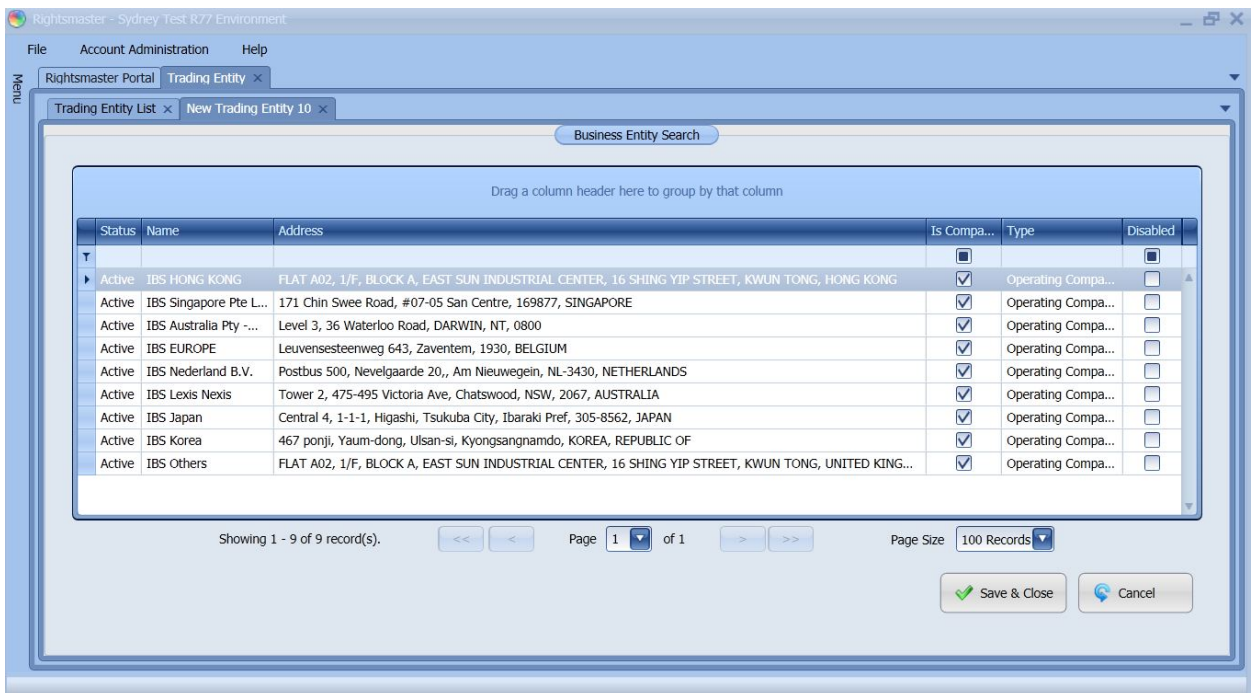 Rightsmaster - Sydney Test R77 Environment
File Account Administration Help
Menu
Rightsmaster Portal Trading Entity
Trading Entity List New Trading Entity 10
Business Entity Search
Drag a column header here to group by that column
Status Name Address Is Compa... Type Disabled
Active IBS HONG KONG FLAT A02, 1/F, BLOCK A, EAST SUN INDUSTRIAL CENTER, 16 SHING YIP STREET, KWUN TONG, HONG KONG Operating Compa...
Active IBS Singapore Pte L... 171 Chin Swee Road, #07-05 San Centre, 169877, SINGAPORE Operating Compa...
Active IBS Australia Pty -... Level 3, 36 Waterloo Road, DARWIN, NT, 0800 Operating Compa...
Active IBS EUROPE Leuvensesteenweg 643, Zaventem, 1930, BELGIUM Operating Compa...
Active IBS Nederland B.V. Postbus 500, Nevelgaarde 20,, Am Nieuwegein, NL-3430, NETHERLANDS Operating Compa...
Active IBS Lexis Nexis Tower 2, 475-495 Victoria Ave, Chatswood, NSW, 2067, AUSTRALIA Operating Compa...
Active IBS Japan Central 4, 1-1-1, Higashi, Tsukuba City, Ibaraki Pref, 305-8562, JAPAN Operating Compa...
Active IBS Korea 467 ponji, Yaum-dong, Ulsan-si, Kyongsangnamdo, KOREA, REPUBLIC OF Operating Compa...
Active IBS Others FLAT A02, 1/F, BLOCK A, EAST SUN INDUSTRIAL CENTER, 16 SHING YIP STREET, KWUN TONG, UNITED KING... Operating Compa...
Showing 1 - 9 of 9 record(s). << < Page 1 of 1 > >> Page Size 100 Records
Save & Close Cancel